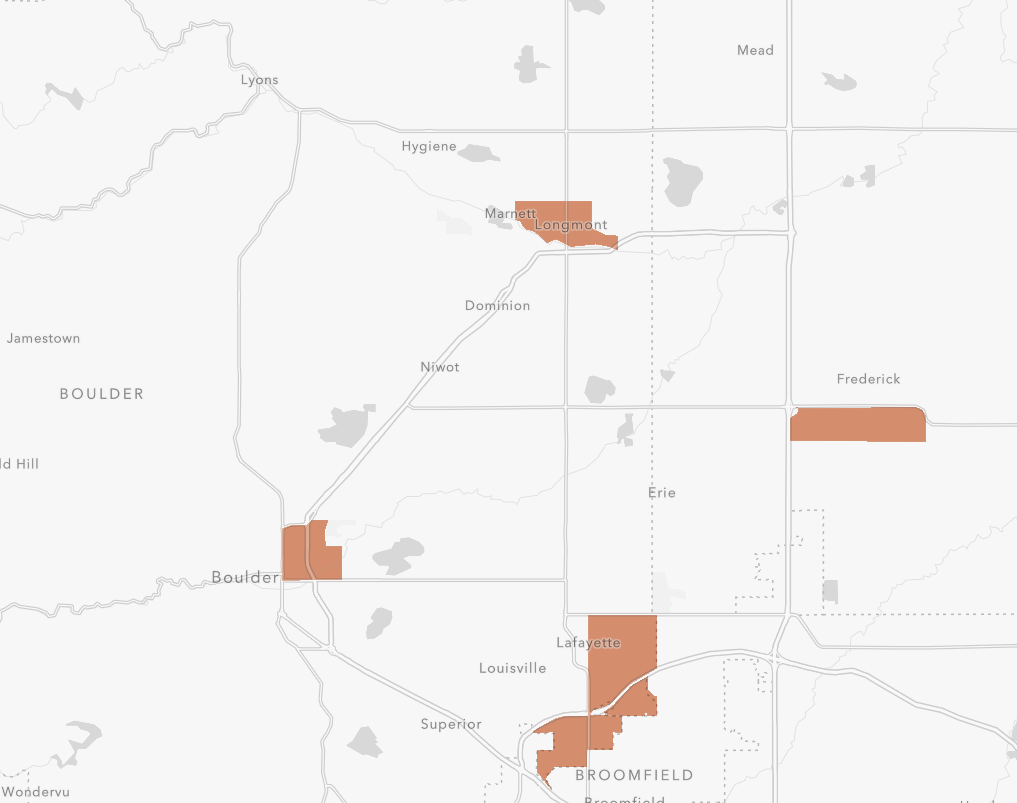 Mead
Lyons
Hygiene
Marnett
Longmont
Dominion
Jamestown
Niwot
Frederick
BOULDER
ld Hill
Erie
Boulder
Lafayette
Louisville
Superior
BROOMFIELD
Wondervu
Broomfield